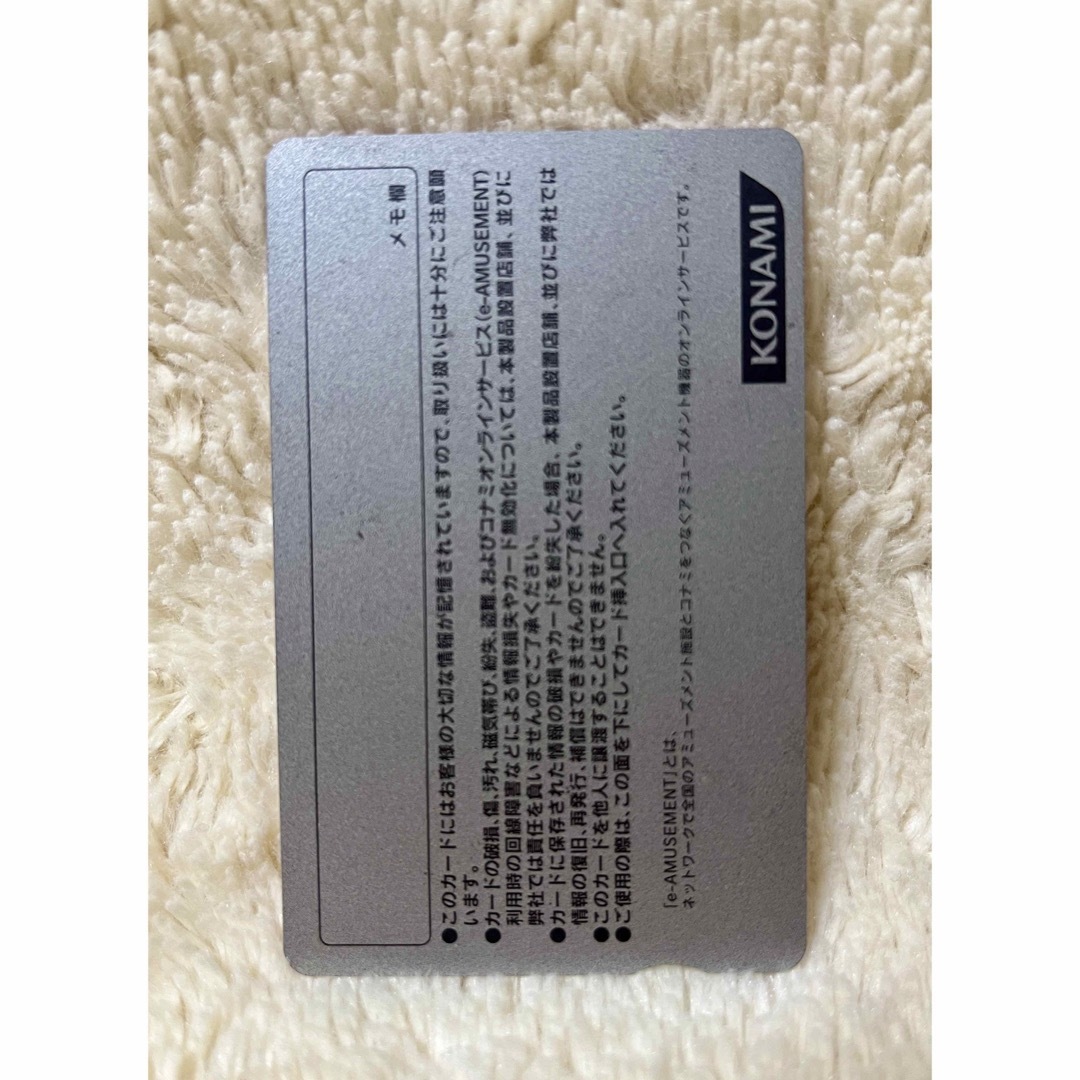 メモ欄
●このカードにはお客様の大切な情報が記憶されていますので、取り扱いには十分にご注意願
います。
●カードの破損、傷、汚れ、磁気帯び、紛失、盗難、およびコナミオンラインサービス(e-AMUSEMENT)
利用時の回線障害などによる情報損失やカード無効化については、本製品設置店舗、並びに
弊社では責任を負いませんのでご了承ください。
●カードに保存された情報の破損やカードを紛失した場合、本製品設置店舗、並びに弊社では
情報の復旧、再発行、補償はできませんのでご了承ください。
●このカードを他人に譲渡することはできません。
●ご使用の際は、この面を下にしてカード挿入口へ入れてください。
「e-AMUSEMENT」とは、
ネットワークで全国のアミューズメント施設とコナミをつなぐアミューズメント機器のオンラインサービスです。
KONAMI